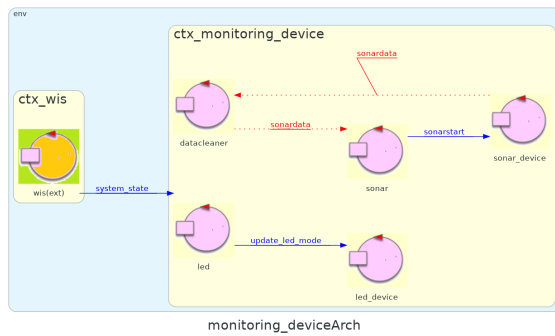 env
ctx_monitoring_device
sonardata
ctx_wis
datacleaner
sonardata
sonarstart
sonar_device
sonar
wis(ext)
system_state
led
update_led_mode
led_device
monitoring_deviceArch